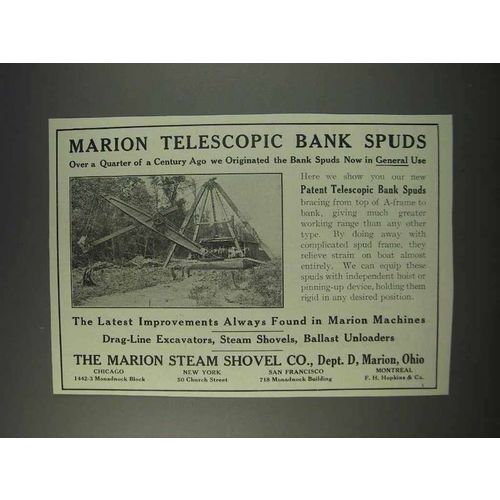 MARION TELESCOPIC BANK SPUDS
Over a Quarter of a Century Ago we Originated the Bank Spuds Now in General Use
Here we show you our new
Patent Telescopic Bank Spuds
bracing from top of A-frame to
bank, giving much greater
working range than any other
type. By doing away with
complicated spud frame, they
relieve strain on boat almost
entirely. We can equip these
spuds with independent hoist or
pinning-up device, holding them
rigid in any desired position.
The Latest Improvements Always Found in Marion Machines
Drag-Line Excavators, Steam Shovels, Ballast Unloaders
THE MARION STEAM SHOVEL CO., Dept. D, Marion, Ohio
CHICAGO NEW YORK SAN FRANCISCO MONTREAL
1442-3 Monadnock Block 50 Church Street 718 Monadnock Building F. H. Hopkins & Co.